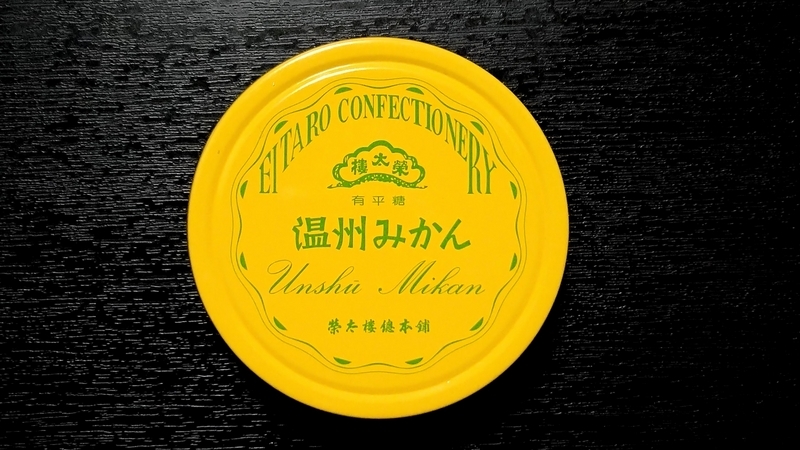 EITARO CONFECTIONERY
榮太樓
有平糖
温州みかん
Unshū Mikan
榮太樓總本鋪